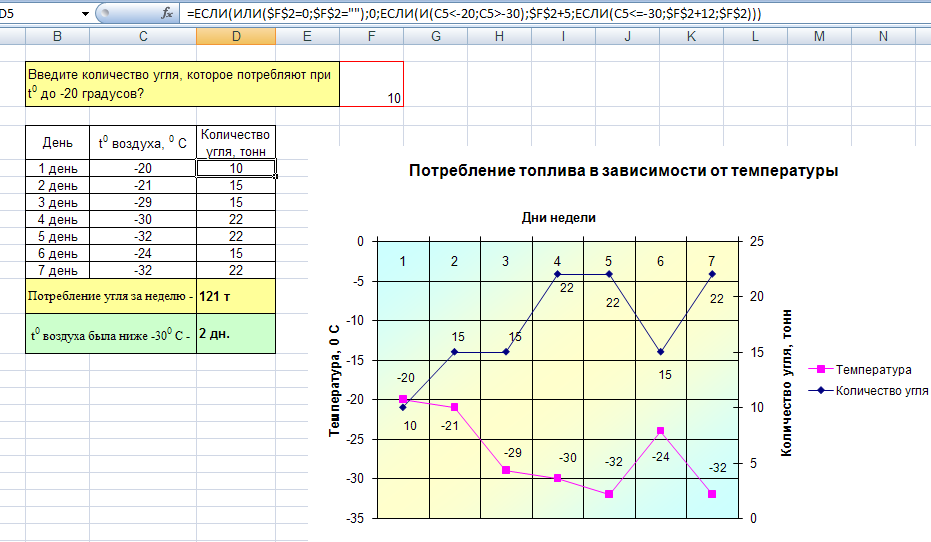 D5 fx =ЕСЛИ(ИЛИ($F$2=0;$F$2="");0;ЕСЛИ(И(C5<-20;C5>-30);$F$2+5;ЕСЛИ(C5<=-30;$F$2+12;$F$2)))
B C D E F G H I J K L M N
Введите количество угля, которое потребляют при
t⁰ до -20 градусов?
10
День t⁰ воздуха, ⁰ С Количество
угля, тонн
1 день -20 10
2 день -21 15
3 день -29 15
4 день -30 22
5 день -32 22
6 день -24 15
7 день -32 22
Потребление угля за неделю - 121 т
t⁰ воздуха была ниже -30⁰ С - 2 дн.
Потребление топлива в зависимости от температуры
Дни недели
1 2 3 4 5 6 7
Температура, 0 С
0
-5
-10
-15
-20
-25
-30
-35
10 15 15 22 22 15 22
-20 -21 -29 -30 -32 -24 -32
25
20
15
10
5
0
Количество угля, тонн
Температура
Количество угля